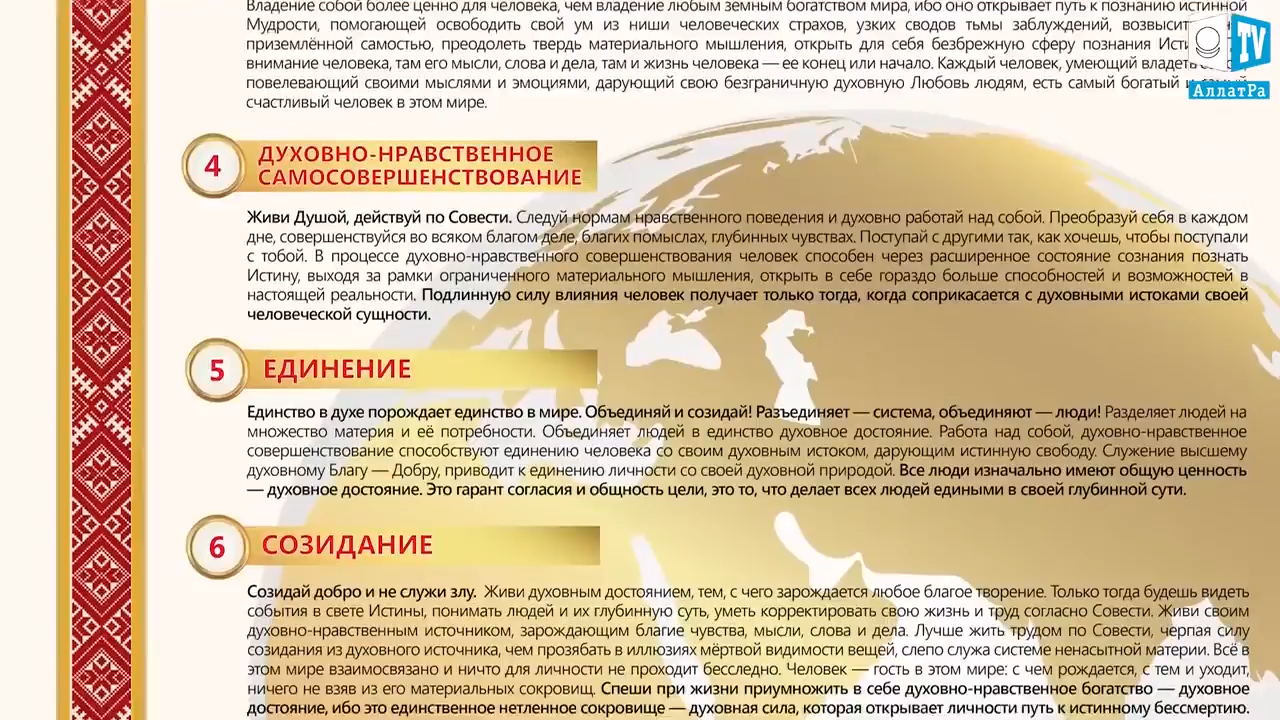 Владение собой более ценно для человека, чем владение любым земным богатством мира, ибо оно открывает путь к познанию истинной
Мудрости, помогающей освободить свой ум из ниши человеческих страхов, узких сводов тьмы заблуждений,
приземлённой самостью, преодолеть твердь материального мышления, открыть для себя безбрежную сферу познания
внимание человека, там его мысли, слова и дела, там и жизнь человека — ее конец или начало. Каждый человек, умеющий
повелевающий своими мыслями и эмоциями, дарующий свою безграничную духовную Любовь людям, есть самый богатый и самый
счастливый человек в этом мире.
TV
АллатРа
4
ДУХОВНО-НРАВСТВЕННОЕ
САМОСОВЕРШЕНСТВОВАНИЕ
Живи Душой, действуй по Совести. Следуй нормам нравственного поведения и духовно работай над собой. Преобразуй себя в каждом
дне, совершенствуйся во всяком благом деле, благих помыслах, глубинных чувствах. Поступай с другими так, как хочешь, чтобы поступали
с тобой. В процессе духовно-нравственного совершенствования человек способен через расширенное состояние сознания познать
Истину, выходя за рамки ограниченного материального мышления, открыть в себе гораздо больше способностей и возможностей в
настоящей реальности. Подлинную силу влияния человек получает только тогда, когда соприкасается с духовными истоками своей
человеческой сущности.
5
ЕДИНЕНИЕ
Единство в духе порождает единство в мире. Объединяй и созидай! Разъединяет — система, объединяют — люди! Разделяет людей на
множество материя и её потребности. Объединяет людей в единство духовное достояние. Работа над собой, духовно-нравственное
совершенствование способствуют единению человека со своим духовным истоком, дарующим истинную свободу. Служение высшему
духовному Благу — Добру, приводит к единению личности со своей духовной природой. Все люди изначально имеют общую ценность
— духовное достояние. Это гарант согласия и общность цели, это то, что делает всех людей едиными в своей глубинной сути.
6
СОЗИДАНИЕ
Созидай добро и не служи злу. Живи духовным достоянием, тем, с чего зарождается любое благое творение. Только тогда будешь видеть
события в свете Истины, понимать людей и их глубинную суть, уметь корректировать свою жизнь и труд согласно Совести. Живи своим
духовно-нравственным источником, зарождающим благие чувства, мысли, слова и дела. Лучше жить трудом по Совести, черпая силу
созидания из духовного источника, чем прозябать в иллюзиях мёртвой видимости вещей, слепо служа системе ненасытной материи. Всё в
этом мире взаимосвязано и ничто для личности не проходит бесследно. Человек — гость в этом мире: с чем рождается, с тем и уходит,
ничего не взяв из его материальных сокровищ. Спеши при жизни приумножить в себе духовно-нравственное богатство — духовное
достояние, ибо это единственное нетленное сокровище — духовная сила, которая открывает личности путь к истинному бессмертию.